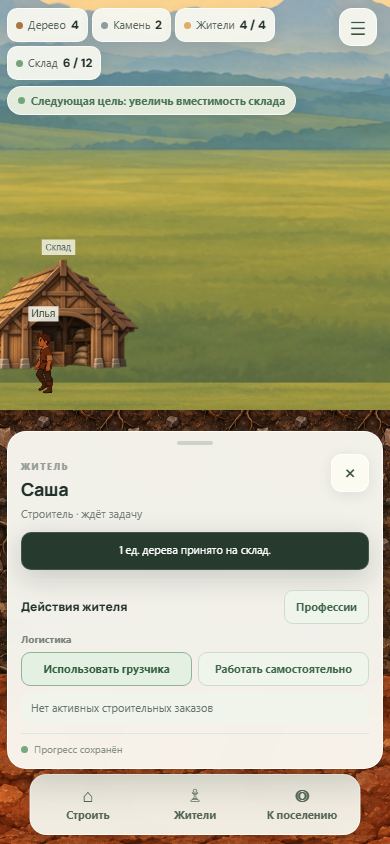 Дерево 4
Камень 2
Жители 4 / 4
Склад 6 / 12
Следующая цель: увеличь вместимость склада
Склад
Илья
ЖИТЕЛЬ
Саша
Строитель · ждёт задачу
1 ед. дерева принято на склад.
Действия жителя
Профессии
Логистика
Использовать грузчика
Работать самостоятельно
Нет активных строительных заказов
Прогресс сохранён
Строить
Жители
К поселению